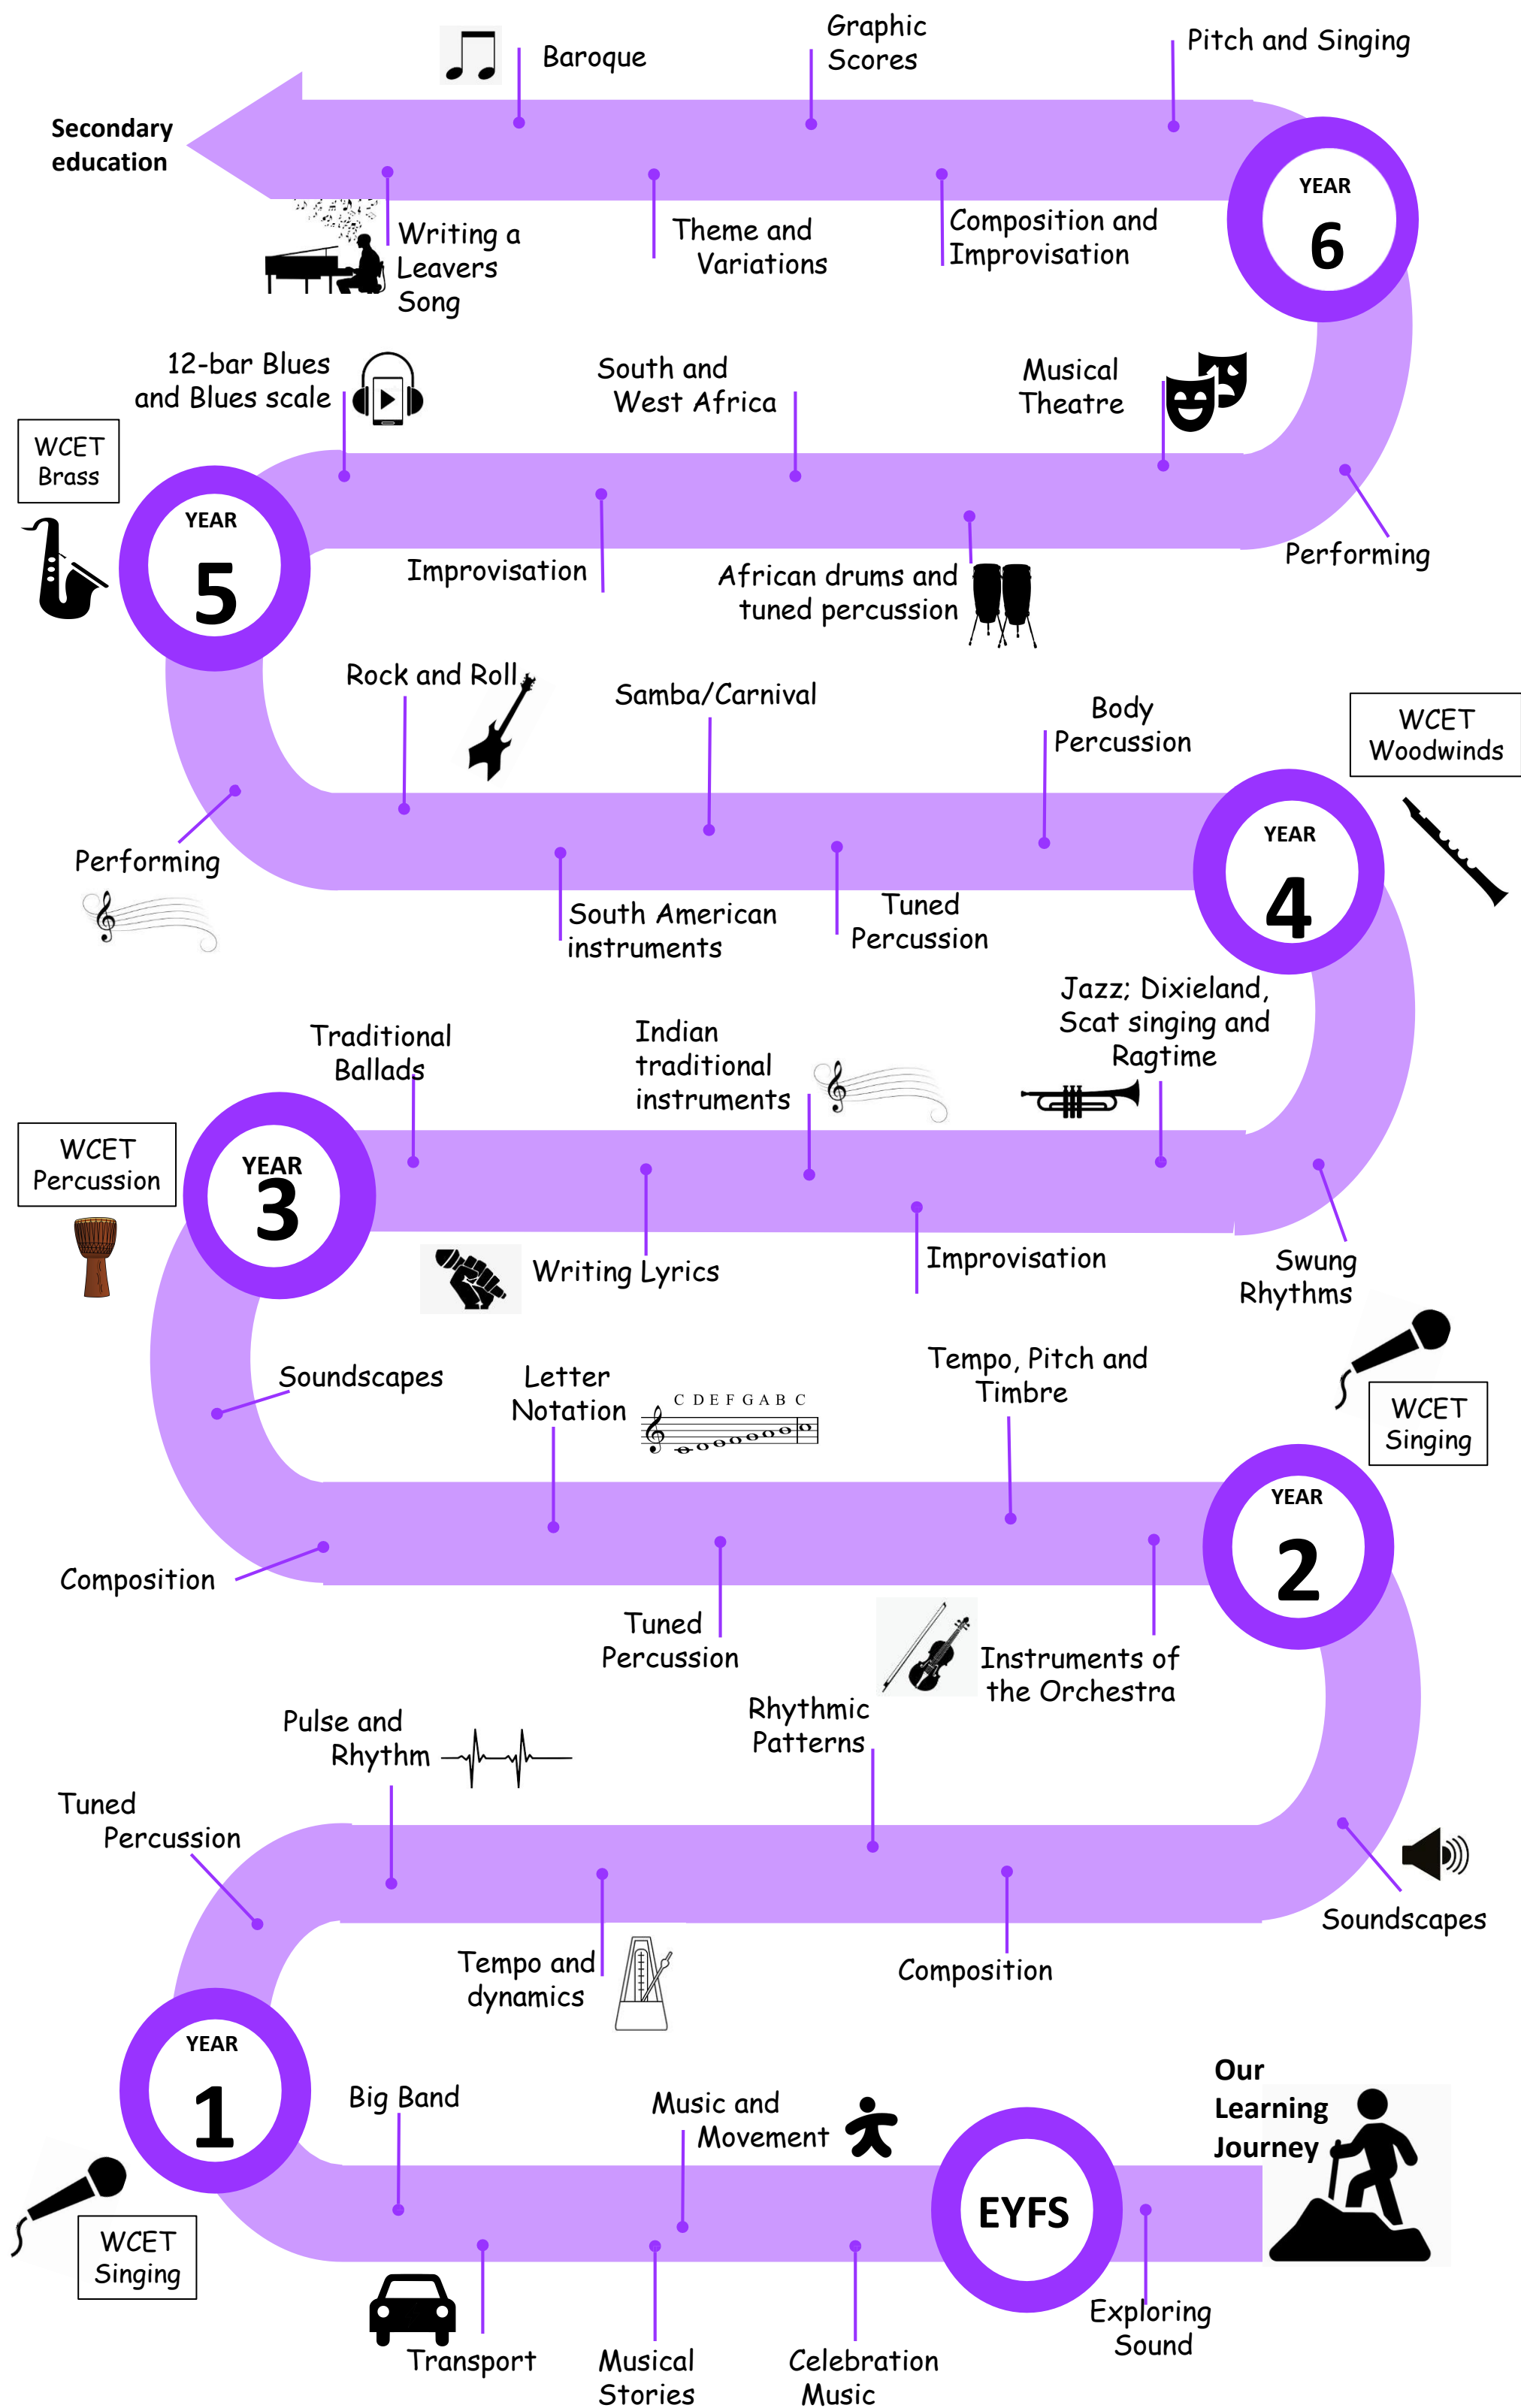 Baroque
Graphic
Scores
Pitch and Singing
Secondary
education
YEAR
6
Writing a
Leavers
Song
Theme and
Variations
Composition and
Improvisation
12-bar Blues
and Blues scale
South and
West Africa
Musical
Theatre
WCET
Brass
YEAR
5
Improvisation
African drums and
tuned percussion
Performing
Rock and Roll
Samba/Carnival
Body
Percussion
WCET
Woodwinds
YEAR
4
Performing
South American
instruments
Tuned
Percussion
Traditional
Ballads
Indian
traditional
instruments
Jazz; Dixieland,
Scat singing and
Ragtime
WCET
Percussion
YEAR
3
Writing Lyrics
Improvisation
Swung
Rhythms
Soundscapes
Letter
Notation
C D E F G A B C
Tempo, Pitch and
Timbre
WCET
Singing
YEAR
2
Composition
Tuned
Percussion
Instruments of
the Orchestra
Pulse and
Rhythm
Rhythmic
Patterns
Tuned
Percussion
Tempo and
dynamics
Composition
Soundscapes
YEAR
1
Big Band
Music and
Movement
Our
Learning
Journey
EYFS
WCET
Singing
Transport
Musical
Stories
Celebration
Music
Exploring
Sound